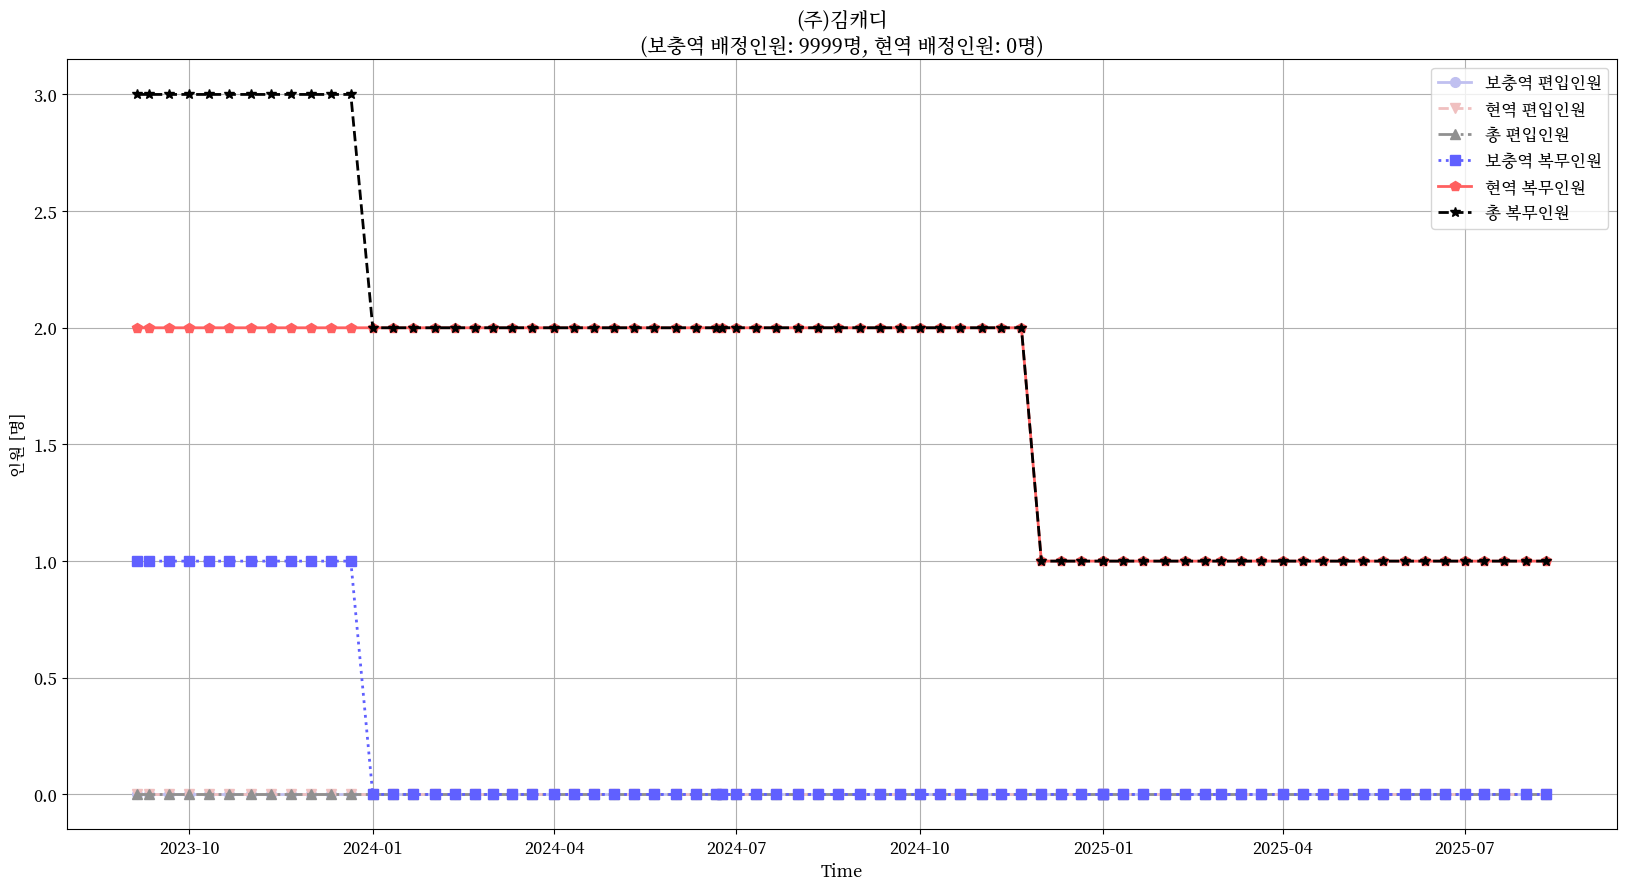 (주)김캐디
(보충역 배정인원: 9999명, 현역 배정인원: 0명)
보충역 편입인원
현역 편입인원
총 편입인원
보충역 복무인원
현역 복무인원
총 복무인원
인원 [명]
3.0
2.5
2.0
1.5
1.0
0.5
0.0
2023-10
2024-01
2024-04
2024-07
2024-10
2025-01
2025-04
2025-07
Time